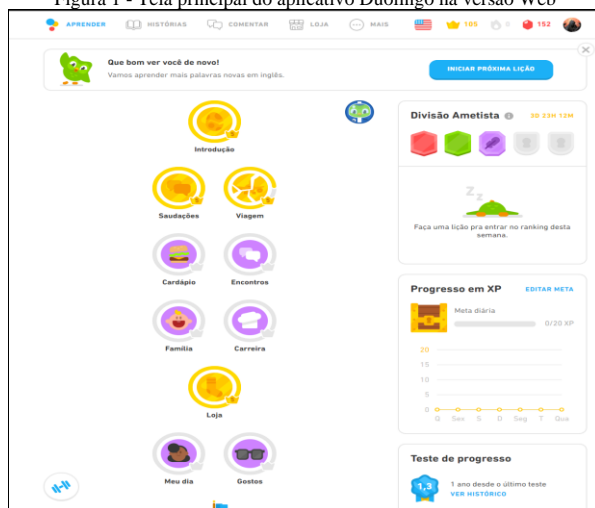 Figura 1 - Tela principal do aplicativo Duolingo na versão Web
APRENDER HISTÓRIAS COMENTAR LOJA MAIS 105 0 152
Que bom ver você de novo!
Vamos aprender mais palavras novas em inglês.
INICIAR PRÓXIMA LIÇÃO
Introdução
Saudações Viagem
Cardápio Encontros
Família Carreira
Loja
Meu dia Gostos
Divisão Ametista 3D 23H 12M
Faça uma lição pra entrar no ranking desta
semana.
Progresso em XP EDITAR META
Meta diária
0/20 XP
20
15
10
5
0
Q Sex S D Seg T Qua
Teste de progresso
1,3
1 ano desde o último teste
VER HISTÓRICO